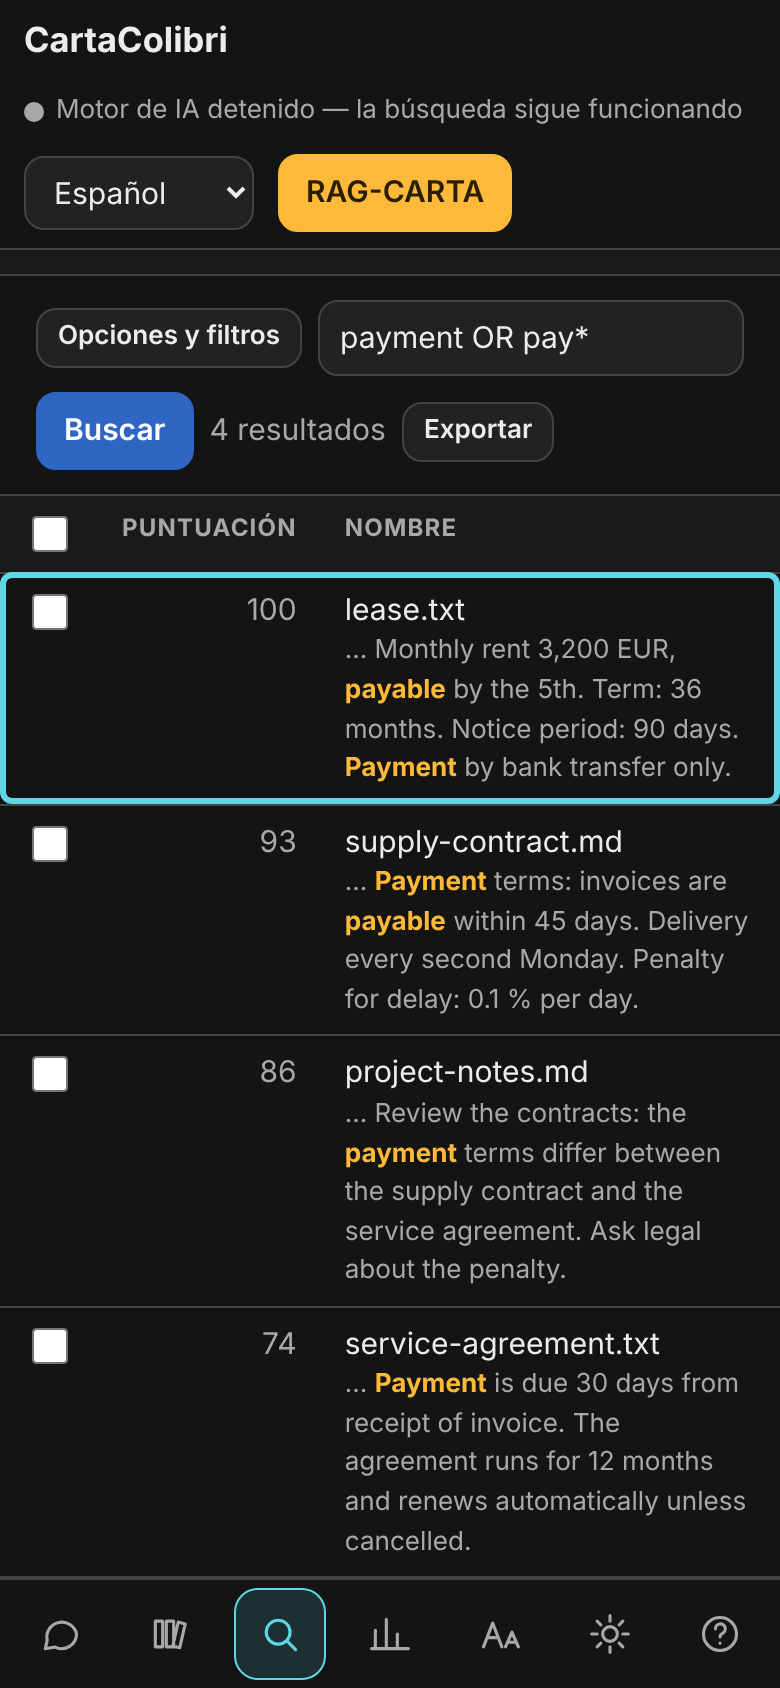 CartaColibri
Motor de IA detenido — la búsqueda sigue funcionando
Español
RAG-CARTA
Opciones y filtros
payment OR pay*
Buscar
4 resultados
Exportar
PUNTUACIÓN NOMBRE
100 lease.txt
... Monthly rent 3,200 EUR,
payable by the 5th. Term: 36
months. Notice period: 90 days.
Payment by bank transfer only.
93 supply-contract.md
... Payment terms: invoices are
payable within 45 days. Delivery
every second Monday. Penalty
for delay: 0.1 % per day.
86 project-notes.md
... Review the contracts: the
payment terms differ between
the supply contract and the
service agreement. Ask legal
about the penalty.
74 service-agreement.txt
... Payment is due 30 days from
receipt of invoice. The
agreement runs for 12 months
and renews automatically unless
cancelled.